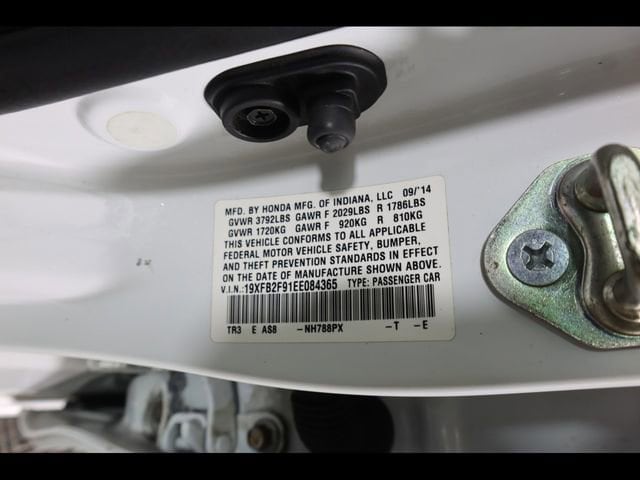 MFD. BY HONDA MFG. OF INDIANA, LLC 09/'14
GVWR 3792LBS GAWR F 2029LBS R 1786LBS
GVWR 1720KG GAWR F 920KG R 810KG
THIS VEHICLE CONFORMS TO ALL APPLICABLE
FEDERAL MOTOR VEHICLE SAFETY, BUMPER,
AND THEFT PREVENTION STANDARDS IN EFFECT
ON THE DATE OF MANUFACTURE SHOWN ABOVE.
V.I.N.:19XFB2F91EE084365 TYPE: PASSENGER CAR
TR3 E AS8 -NH788PX -T -E